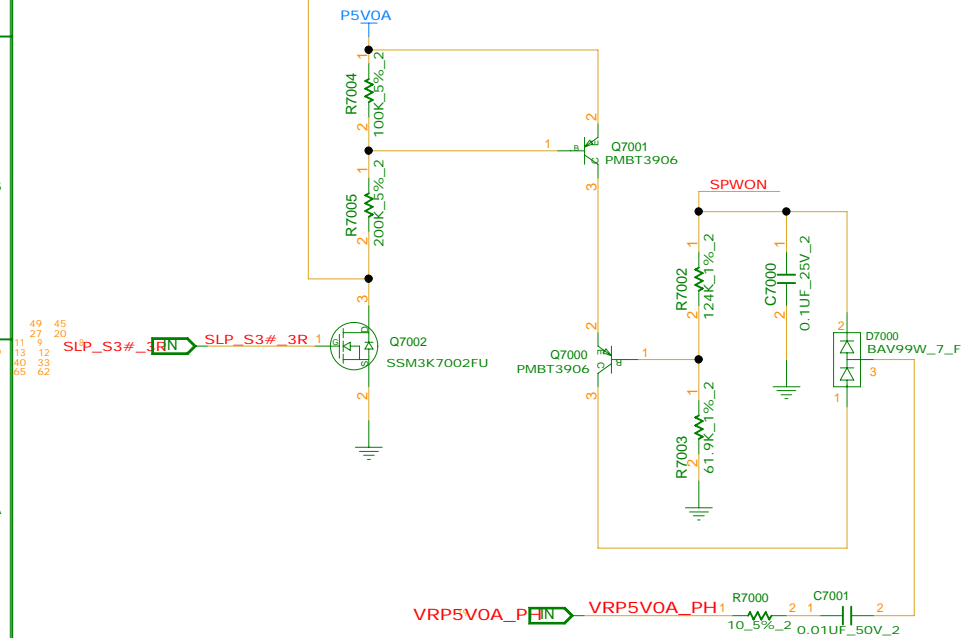 P5V0A
1
R7004
100K_5%_2
2
2
1
Q7001
PMBT3906
B
E
C
3
1
R7005
200K_5%_2
2
SPWON
1
R7002
124K_1%_2
2
1
C7000
0.1UF_25V_2
2
3
49 45
27 20
11 9 8
13 12
40 33
65 62
SLP_S3#_3R
IN
SLP_S3#_3R
1
G
D
S
Q7002
SSM3K7002FU
2
2
Q7000
PMBT3906
E
C
B
1
3
2
D7000
BAV99W_7_F
3
1
1
R7003
61.9K_1%_2
2
VRP5V0A_PH
IN
VRP5V0A_PH
1
R7000
10_5%_2
2
1
C7001
0.01UF_50V_2
2